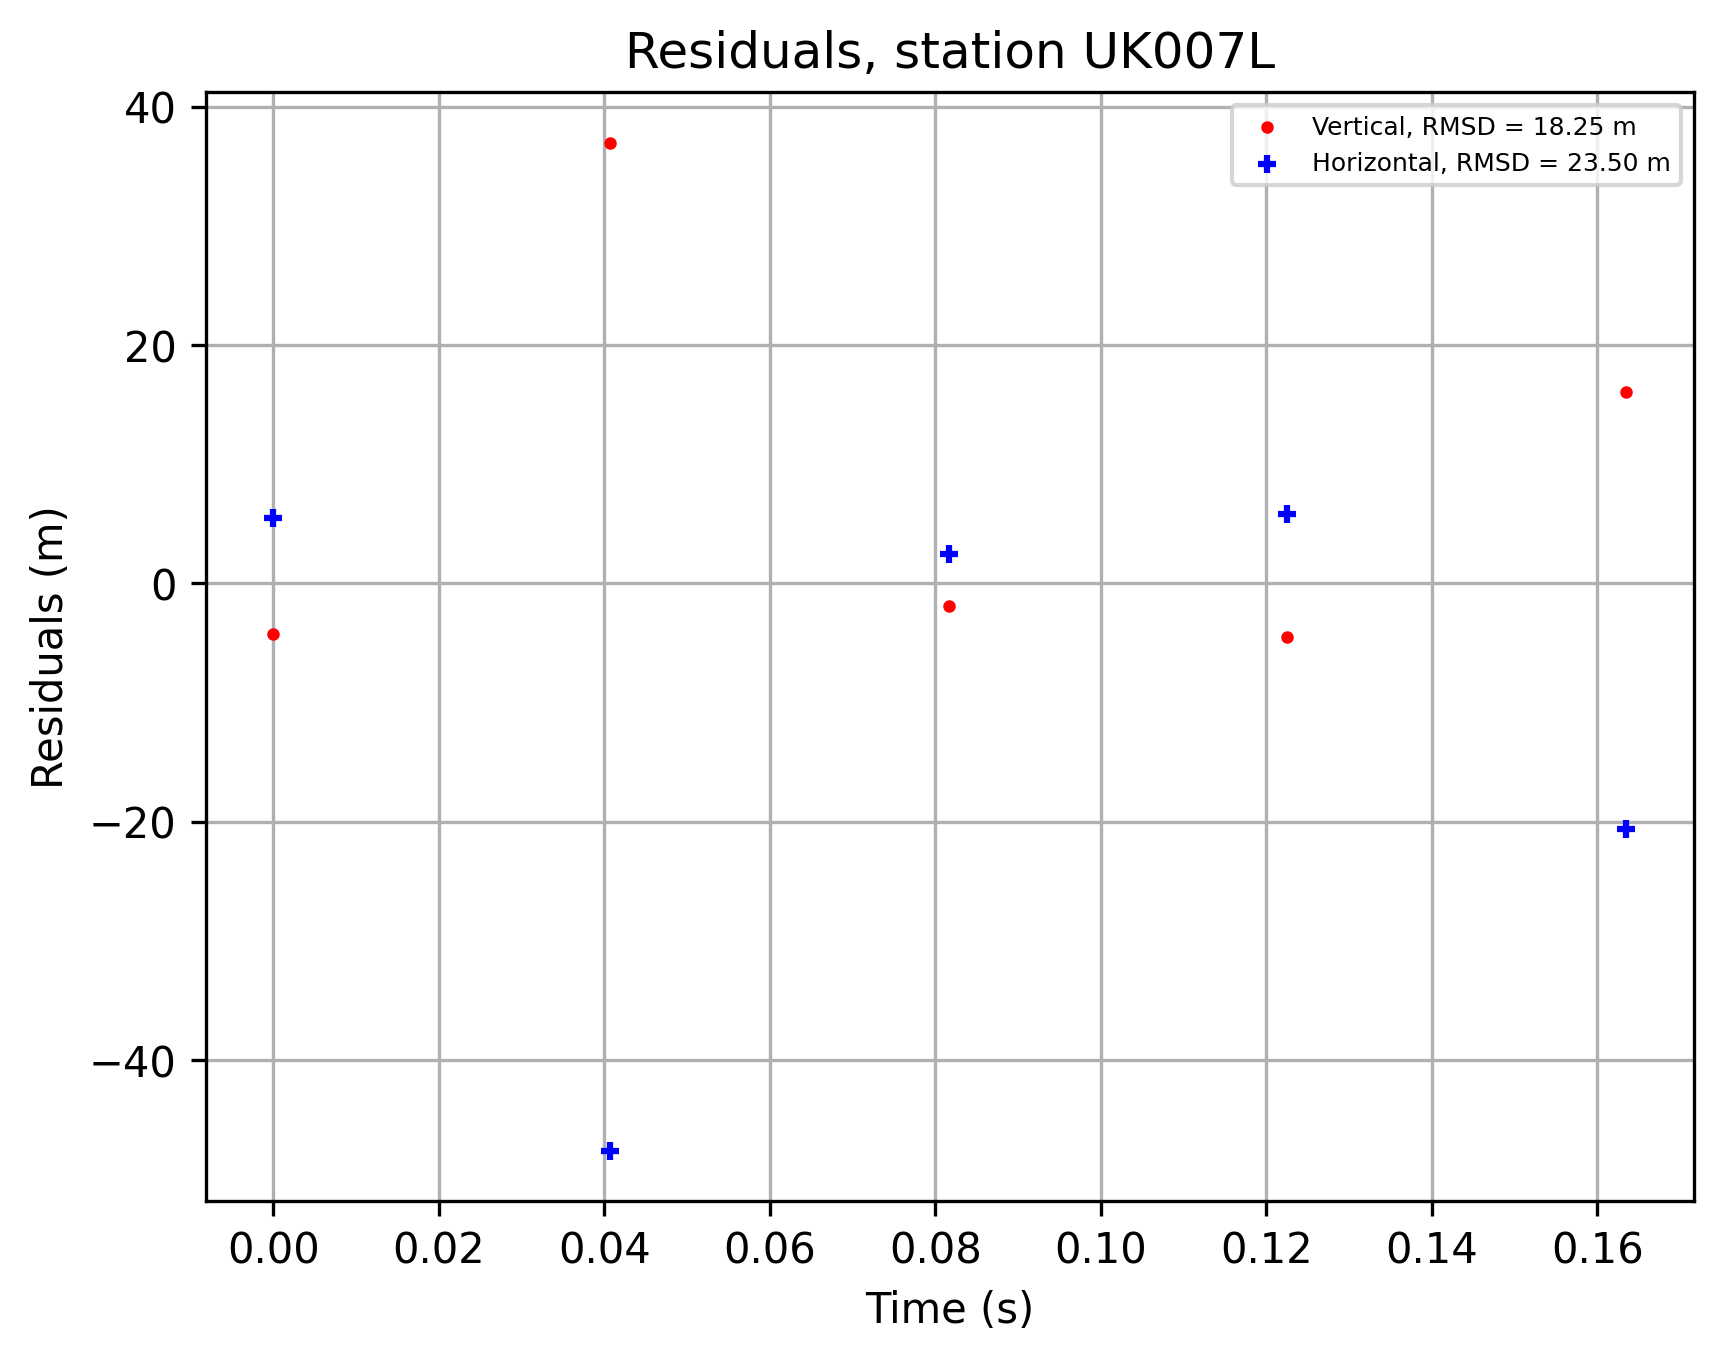 Residuals, station UK007L
Vertical, RMSD = 18.25 m
Horizontal, RMSD = 23.50 m
40
20
0
−20
−40
Residuals (m)
0.00 0.02 0.04 0.06 0.08 0.10 0.12 0.14 0.16
Time (s)